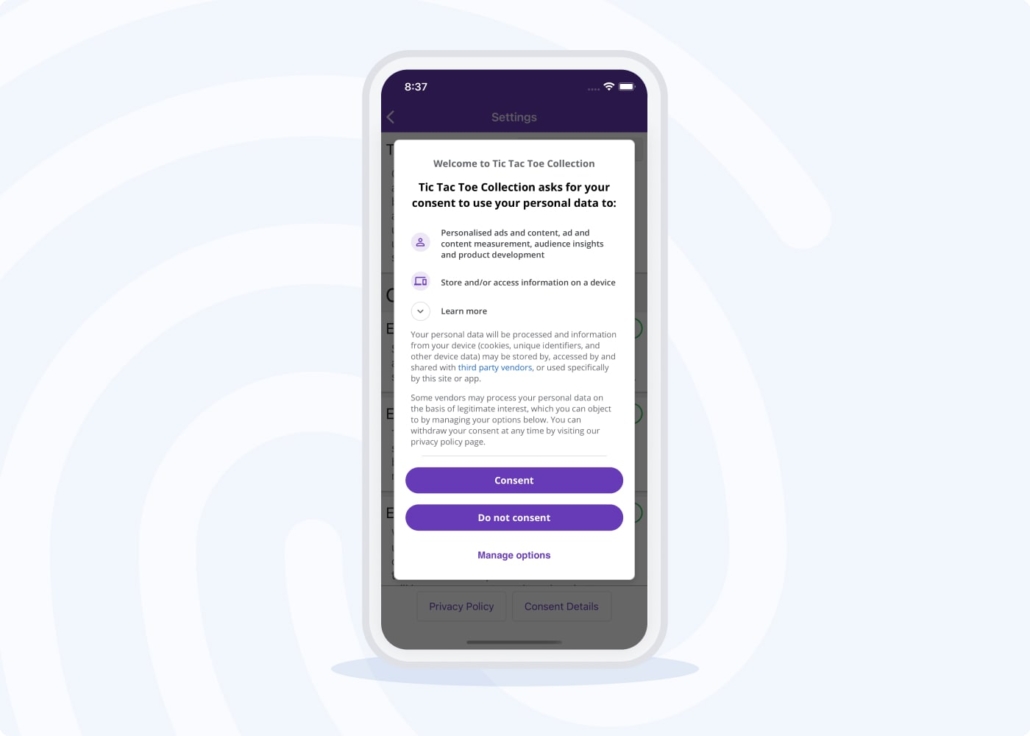 8:37
Settings
Welcome to Tic Tac Toe Collection
Tic Tac Toe Collection asks for your
consent to use your personal data to:
Personalised ads and content, ad and
content measurement, audience insights
and product development
Store and/or access information on a device
Learn more
Your personal data will be processed and information
from your device (cookies, unique identifiers, and
other device data) may be stored by, accessed by and
shared with third party vendors, or used specifically
by this site or app.
Some vendors may process your personal data on
the basis of legitimate interest, which you can object
to by managing your options below. You can
withdraw your consent at any time by visiting our
privacy policy page.
Consent
Do not consent
Manage options
Privacy Policy
Consent Details